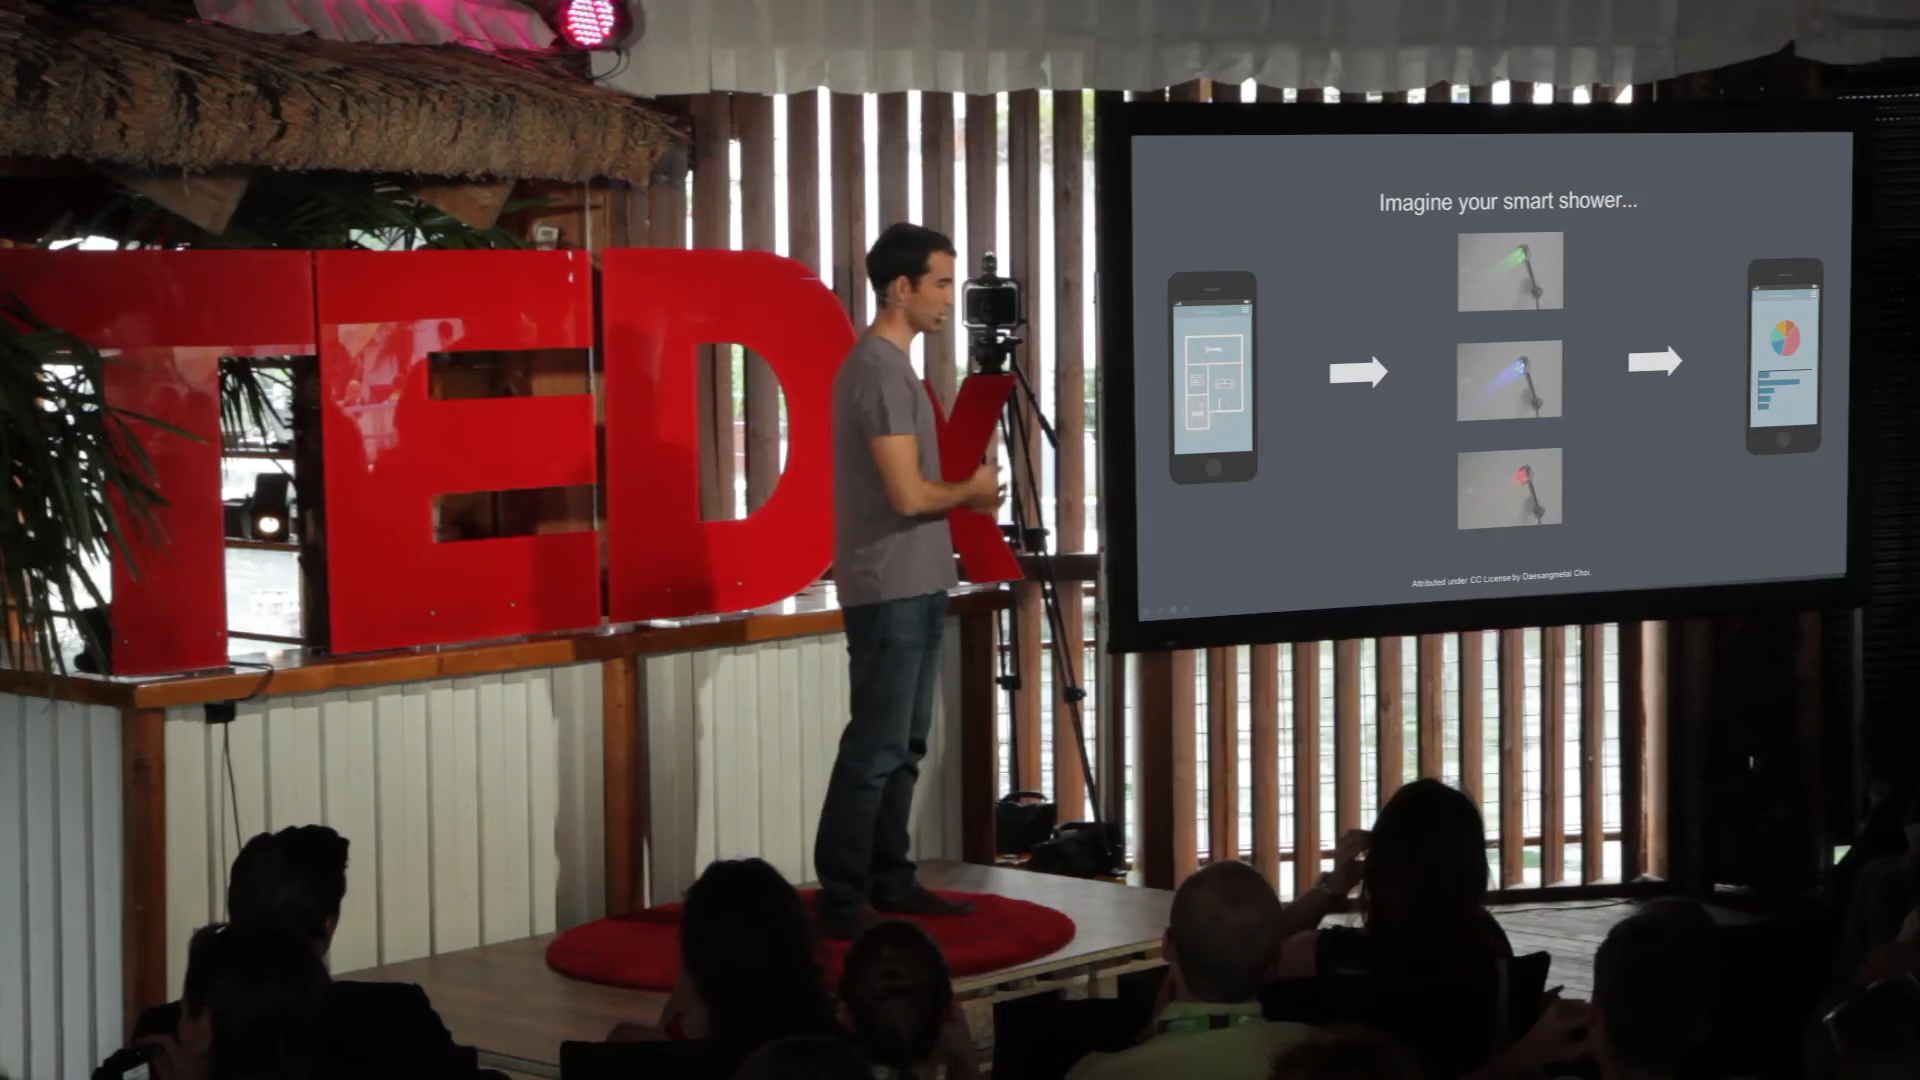 TEDx
Imagine your smart shower...
Attributed under CC License by Daesangmetal Choi.